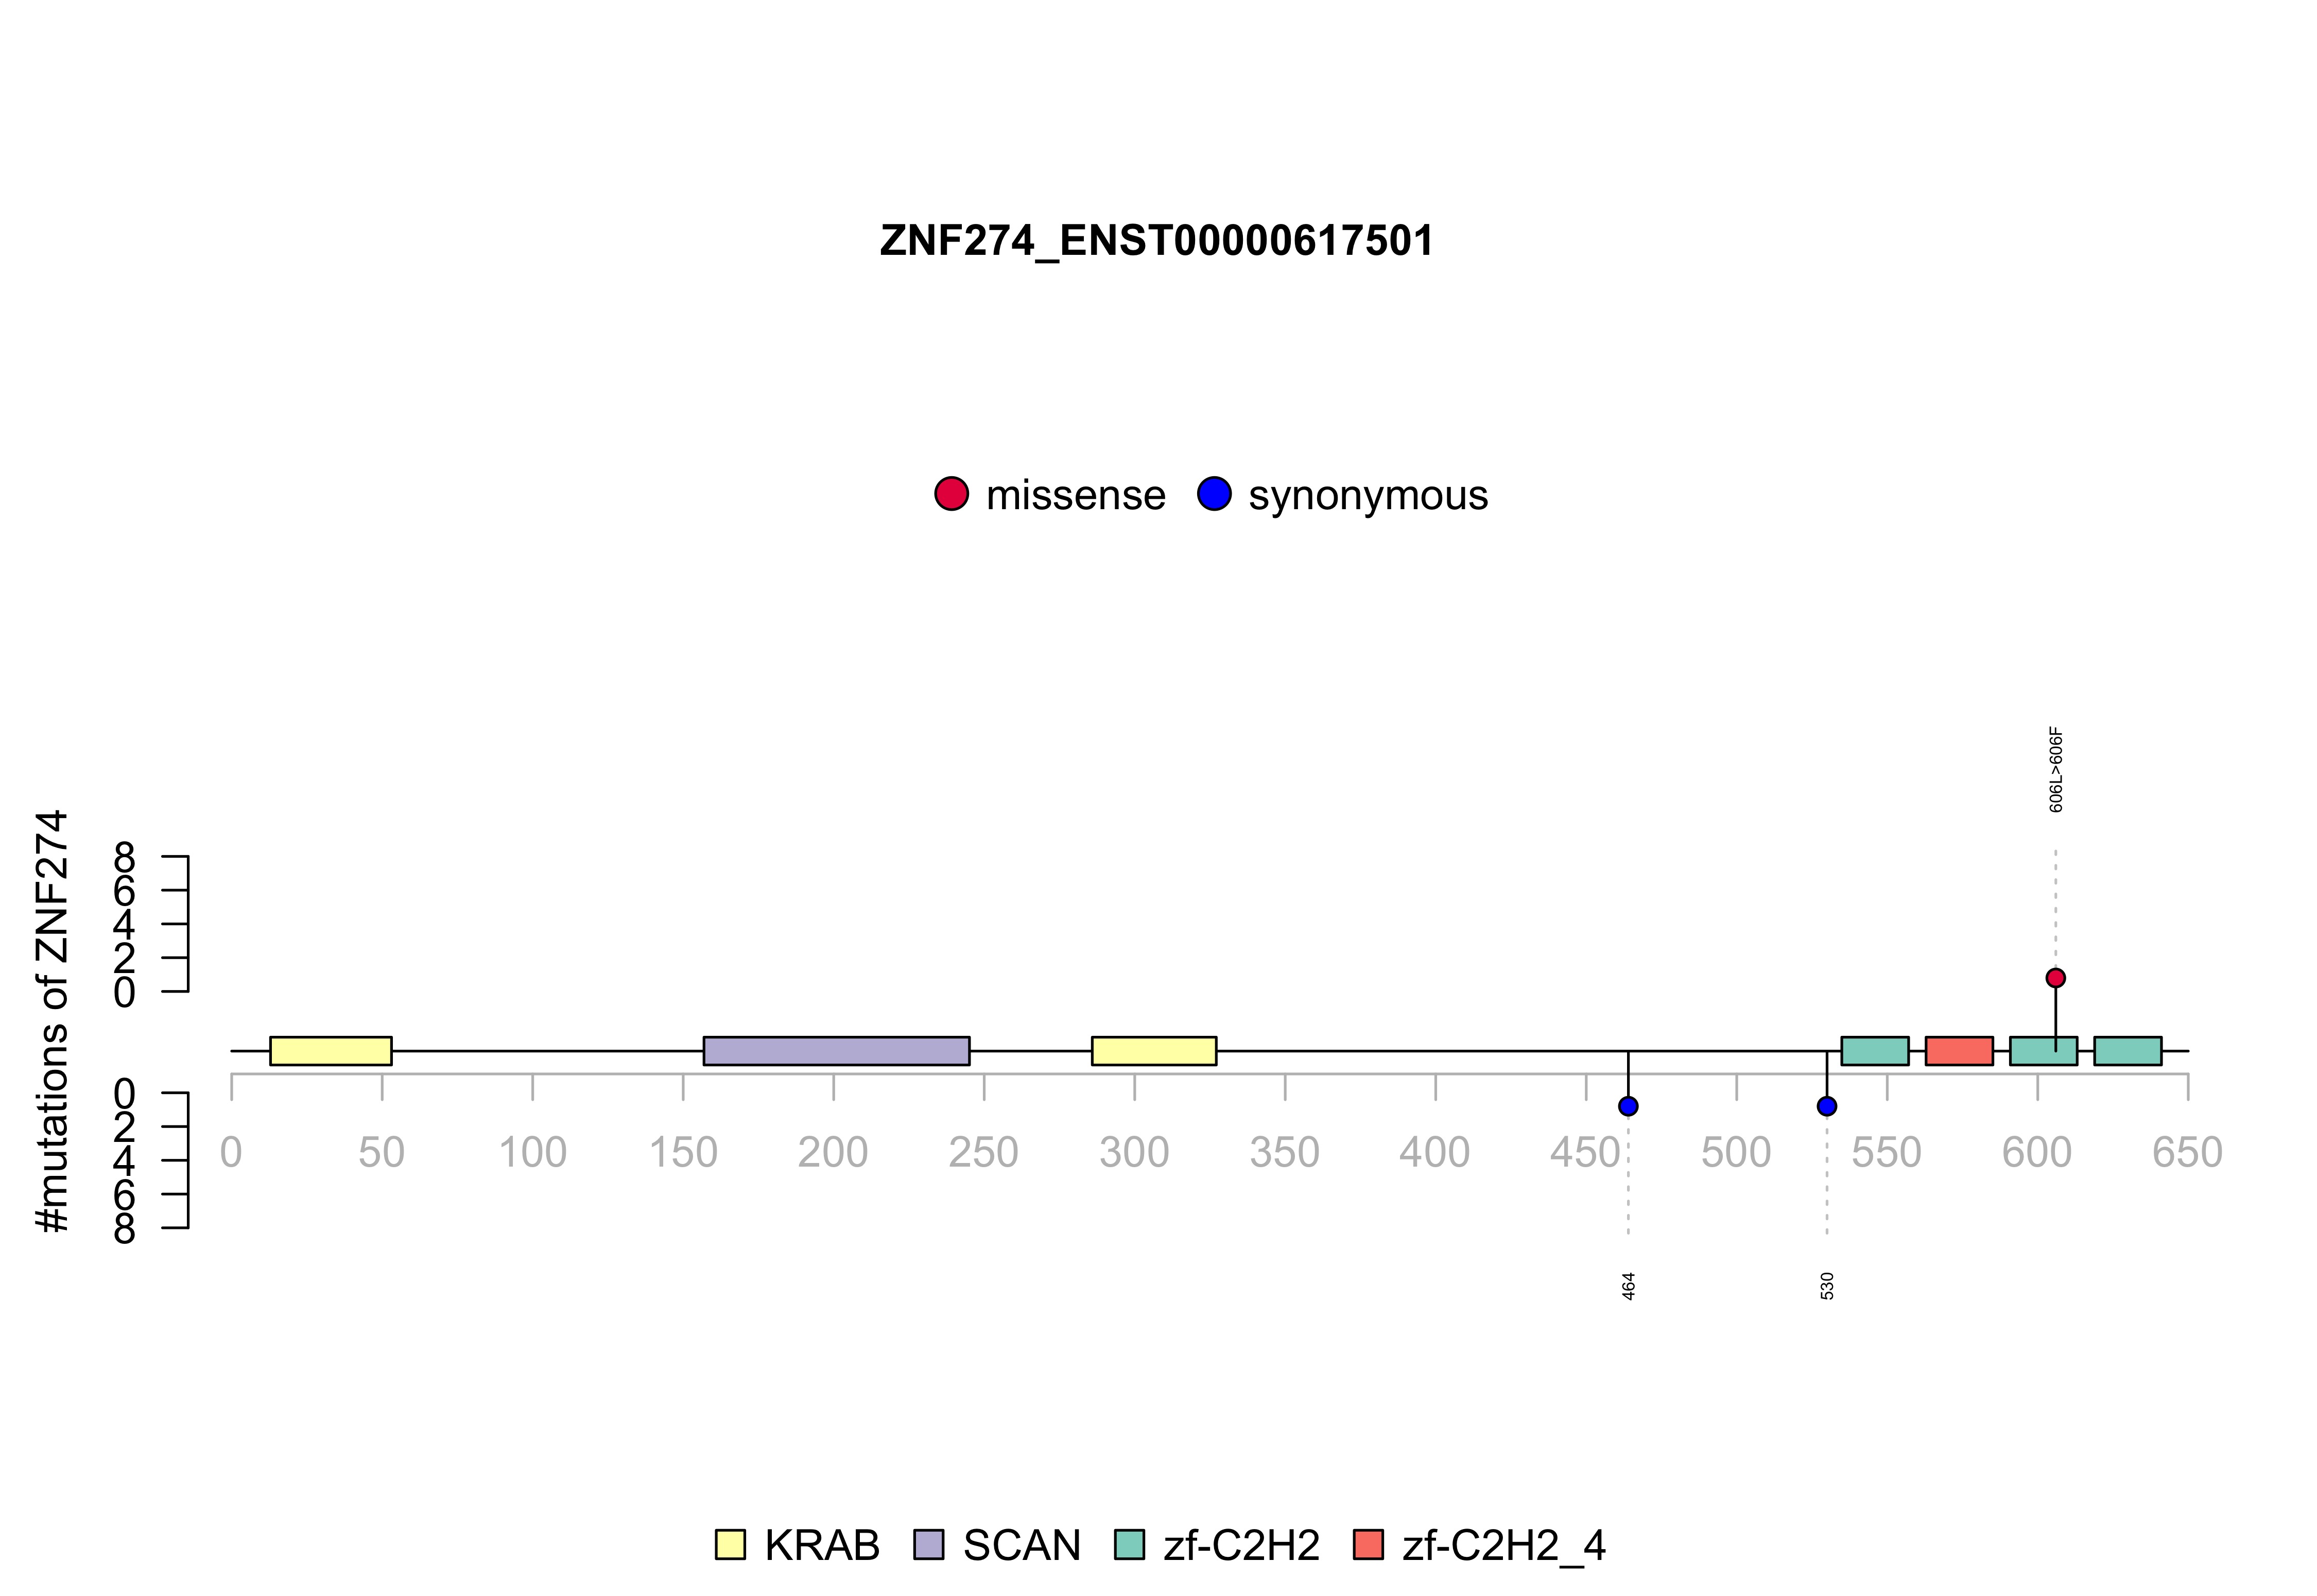 ZNF274_ENST00000617501
missense synonymous
606L>606F
#mutations of ZNF274
8
6
4
2
0
0
2
4
6
8
0 50 100 150 200 250 300 350 400 450 500 550 600 650
464 530
KRAB SCAN zf-C2H2 zf-C2H2_4